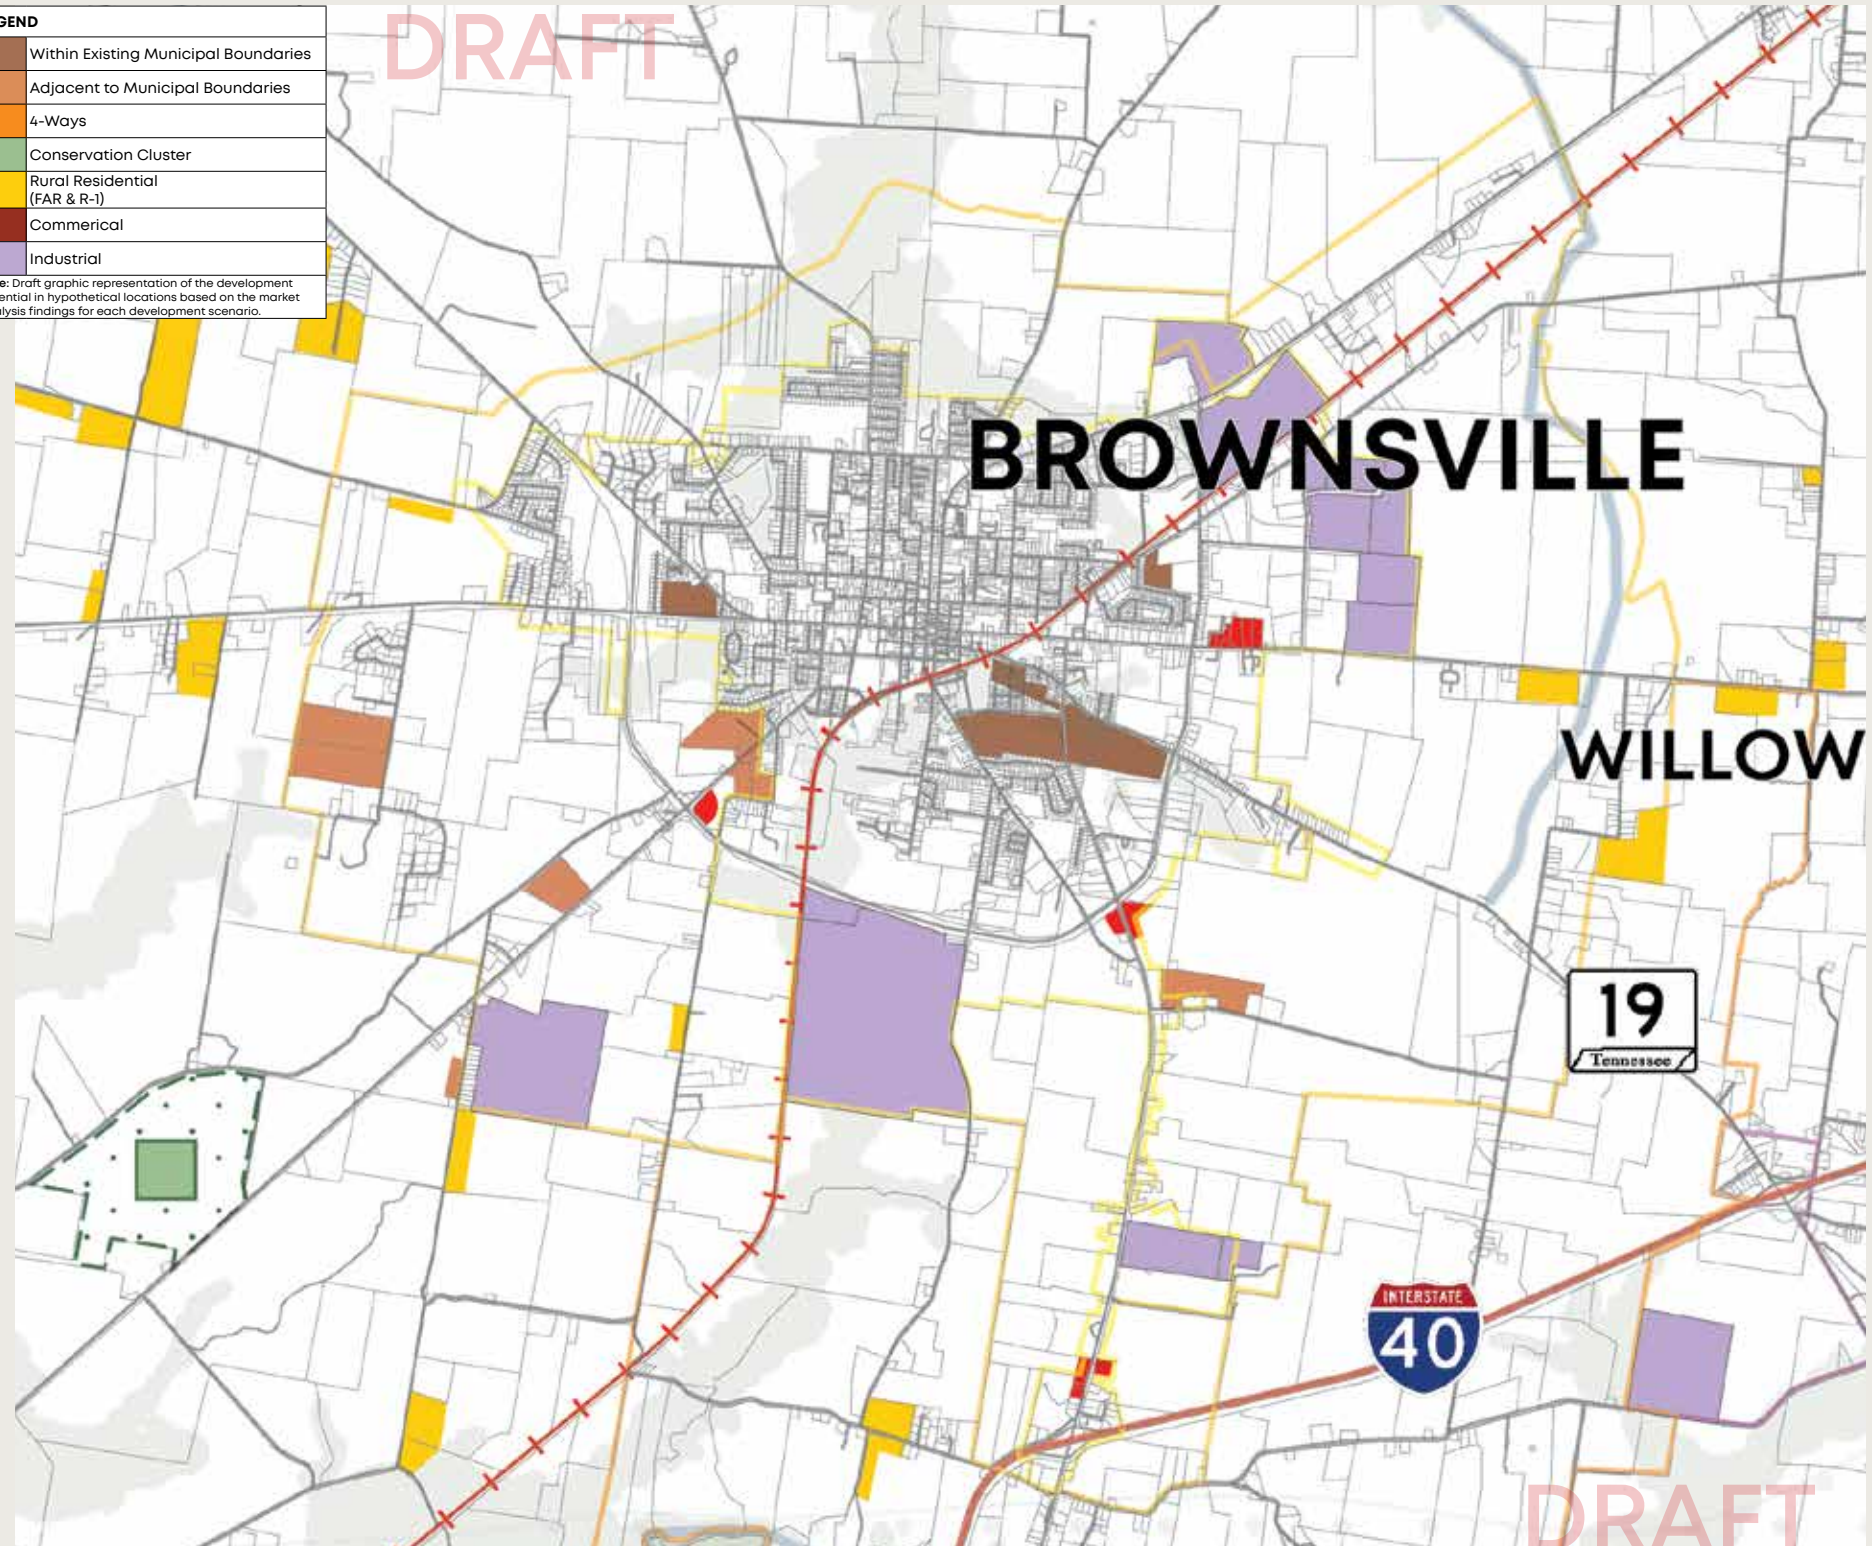 GEND
DRAFT
Within Existing Municipal Boundaries
Adjacent to Municipal Boundaries
4-Ways
Conservation Cluster
Rural Residential
(FAR & R-1)
Commerical
Industrial
e: Draft graphic representation of the development
ential in hypothetical locations based on the market
lysis findings for each development scenario.
BROWNSVILLE
WILLOW
19
Tennessee
INTERSTATE
40
DRAFT